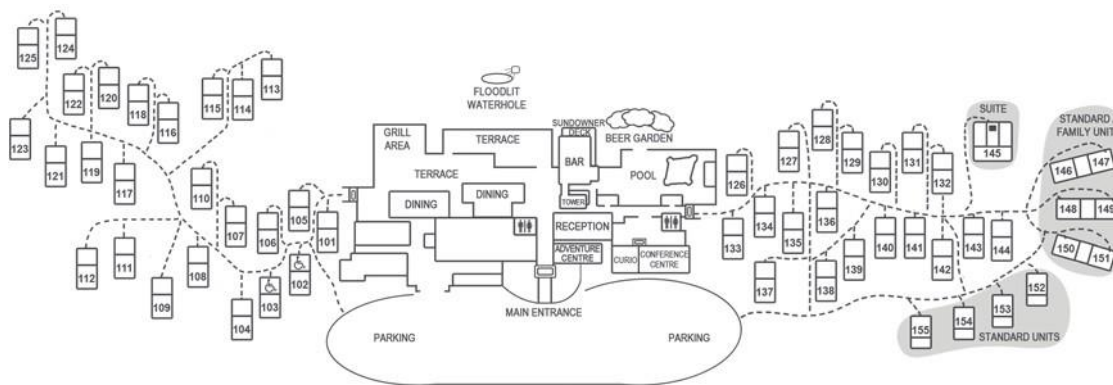 124
125
122
120
118
116
115
114
113
123
121
119
117
110
107
106
105
101
112
111
109
108
104
103
102
FLOODLIT
WATERHOLE
GRILL
AREA
TERRACE
SUNDOWNER
DECK
BEER GARDEN
BAR
TERRACE
POOL
DINING
DINING
TOWER
RECEPTION
ADVENTURE
CENTRE
CURIO
CONFERENCE
CENTRE
MAIN ENTRANCE
PARKING
PARKING
126
127
128
129
130
131
132
SUITE
145
STANDARD
FAMILY UNIT
146
147
148
149
150
151
133
134
135
136
137
138
139
140
141
142
143
144
152
153
154
155
STANDARD UNITS